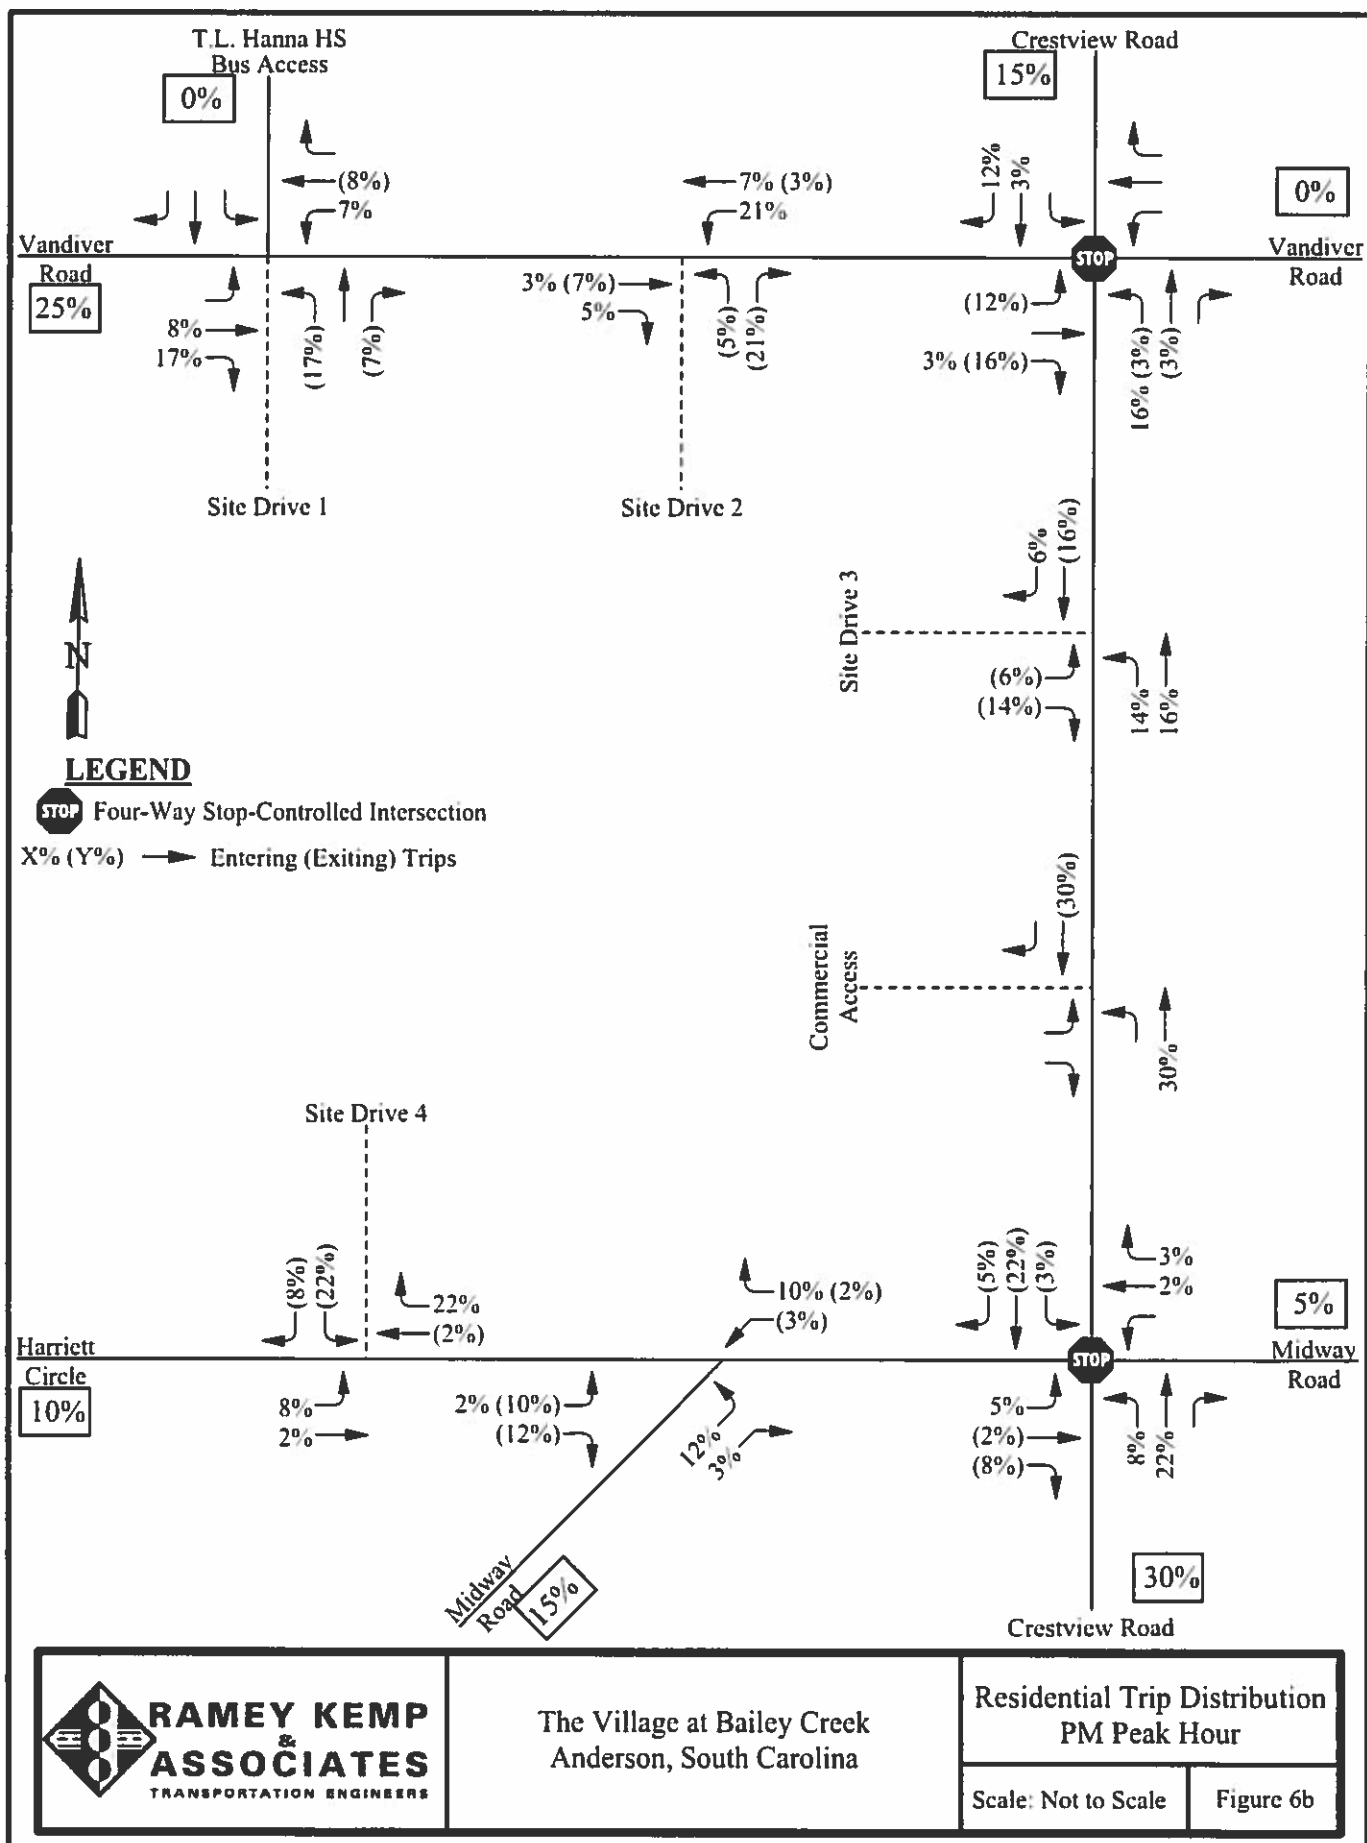 T.L. Hanna HS
Bus Access
0%
Crestview Road
15%
(8%)
7%
7% (3%)
21%
12%
3%
0%
Vandiver
Road
25%
Vandiver
Road
8%
17%
(17%)
(7%)
3% (7%)
5%
(5%)
(21%)
STOP
(12%)
3% (16%)
16% (3%)
(3%)
Site Drive 1
Site Drive 2
6%
(16%)
Site Drive 3
(6%)
(14%)
14%
16%
N
LEGEND
STOP Four-Way Stop-Controlled Intersection
X% (Y%) Entering (Exiting) Trips
(30%)
Commercial
Access
30%
Site Drive 4
(8%)
(22%)
22%
(2%)
10% (2%)
(3%)
(5%)
(22%)
(3%)
3%
2%
5%
Harriett
Circle
10%
STOP
Midway
Road
8%
2%
2% (10%)
(12%)
12%
3%
5%
(2%)
(8%)
8%
22%
Midway
Road
15%
30%
Crestview Road
RAMEY KEMP
&
ASSOCIATES
TRANSPORTATION ENGINEERS
The Village at Bailey Creek
Anderson, South Carolina
Residential Trip Distribution
PM Peak Hour
Scale: Not to Scale
Figure 6b